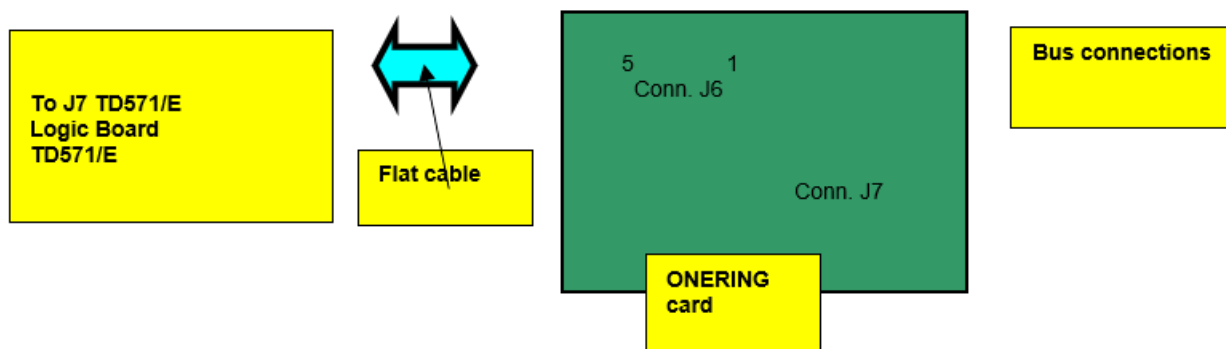 To J7 TD571/E
Logic Board
TD571/E
Flat cable
5 1
Conn. J6
Conn. J7
ONERING
card
Bus connections